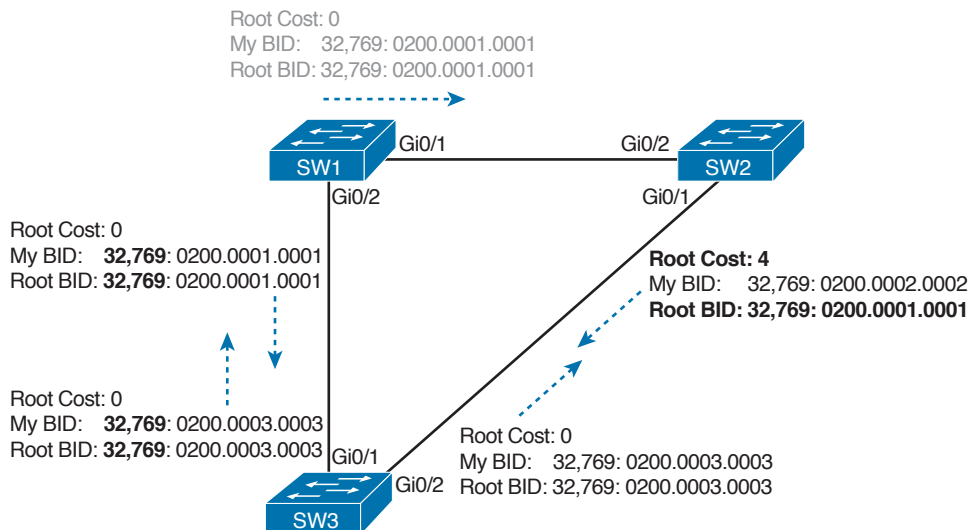 Root Cost: 0
My BID: 32,769: 0200.0001.0001
Root BID: 32,769: 0200.0001.0001
Gi0/1
Gi0/2
SW1
SW2
Gi0/2
Gi0/1
Root Cost: 0
My BID: 32,769: 0200.0001.0001
Root BID: 32,769: 0200.0001.0001
Root Cost: 4
My BID: 32,769: 0200.0002.0002
Root BID: 32,769: 0200.0001.0001
Root Cost: 0
My BID: 32,769: 0200.0003.0003
Root BID: 32,769: 0200.0003.0003
Root Cost: 0
My BID: 32,769: 0200.0003.0003
Root BID: 32,769: 0200.0003.0003
Gi0/1
Gi0/2
SW3